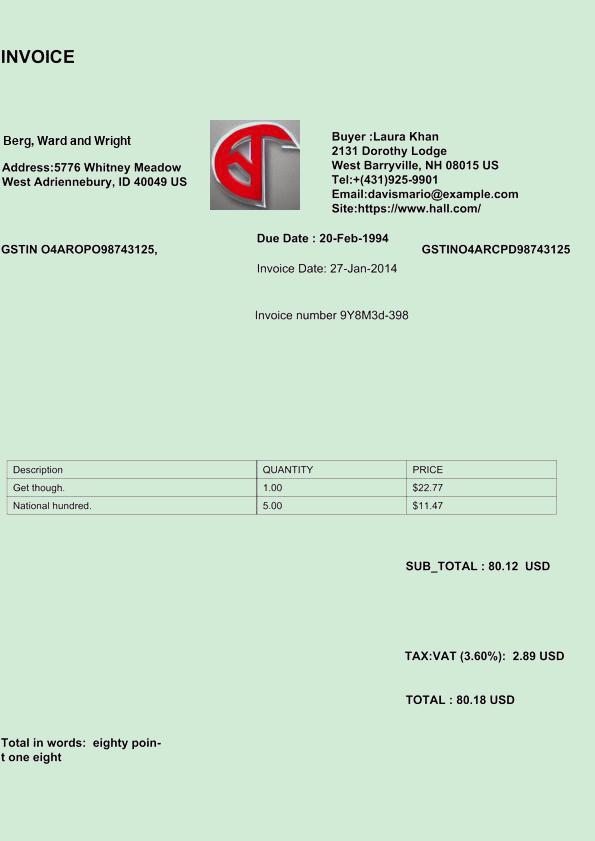 INVOICE
Berg, Ward and Wright
Address:5776 Whitney Meadow
West Adriennebury, ID 40049 US
Buyer :Laura Khan
2131 Dorothy Lodge
West Barryville, NH 08015 US
Tel:+(431)925-9901
Email:davismario@example.com
Site:https://www.hall.com/
GSTIN O4AROPO98743125,
Due Date : 20-Feb-1994
GSTINO4ARCPD98743125
Invoice Date: 27-Jan-2014
Invoice number 9Y8M3d-398
Description QUANTITY PRICE
Get though. 1.00 $22.77
National hundred. 5.00 $11.47
SUB_TOTAL : 80.12  USD
TAX:VAT (3.60%):  2.89 USD
TOTAL : 80.18 USD
Total in words:  eighty poin-
t one eight